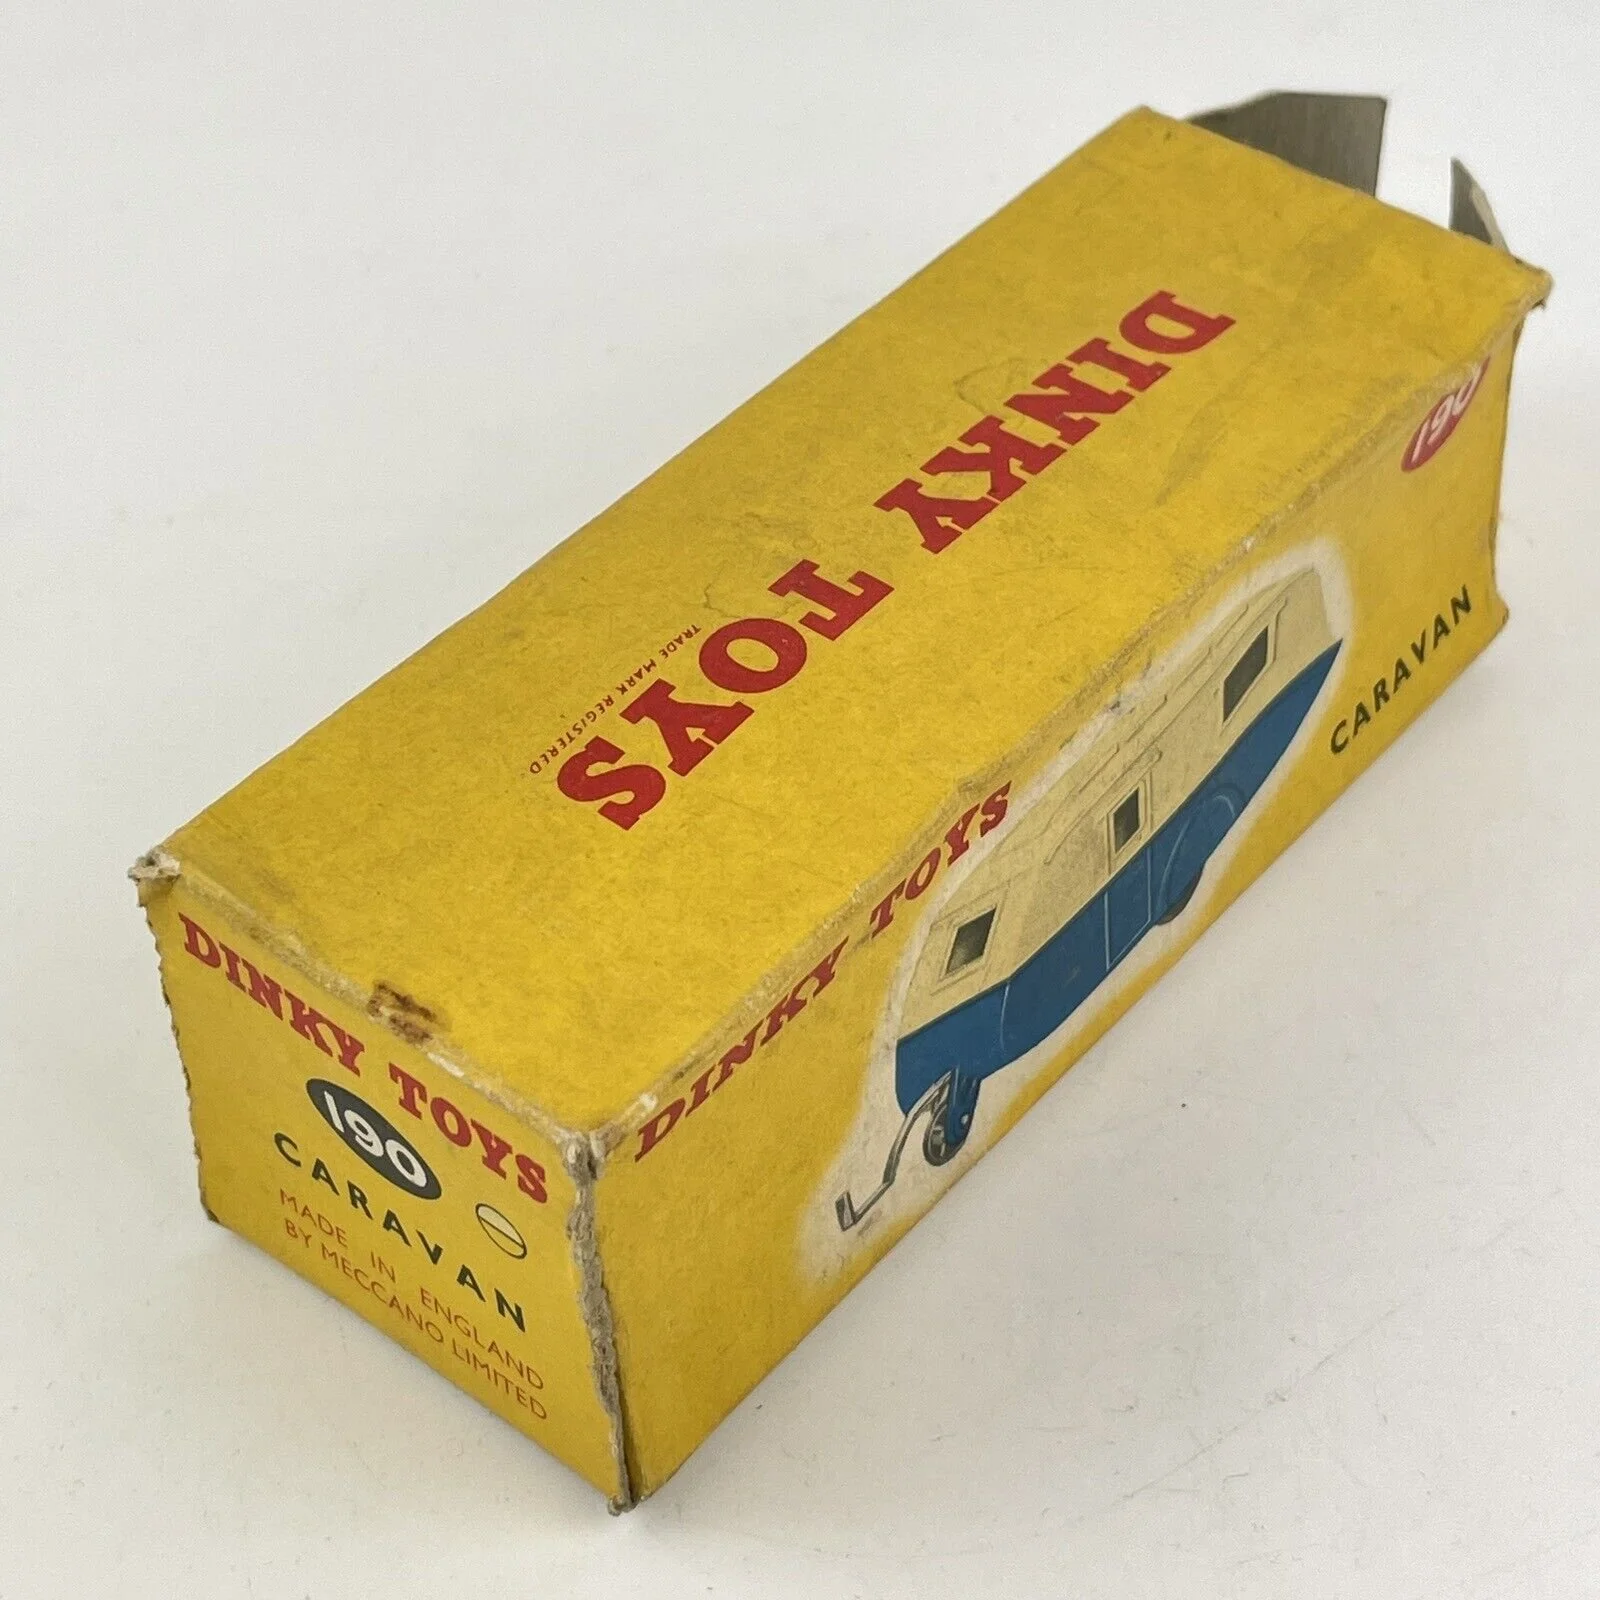 DINKY TOYS
TRADE MARK REGISTERED
DINKY TOYS
190
CARAVAN
MADE IN ENGLAND
BY MECCANO LIMITED
DINKY TOYS
190
CARAVAN